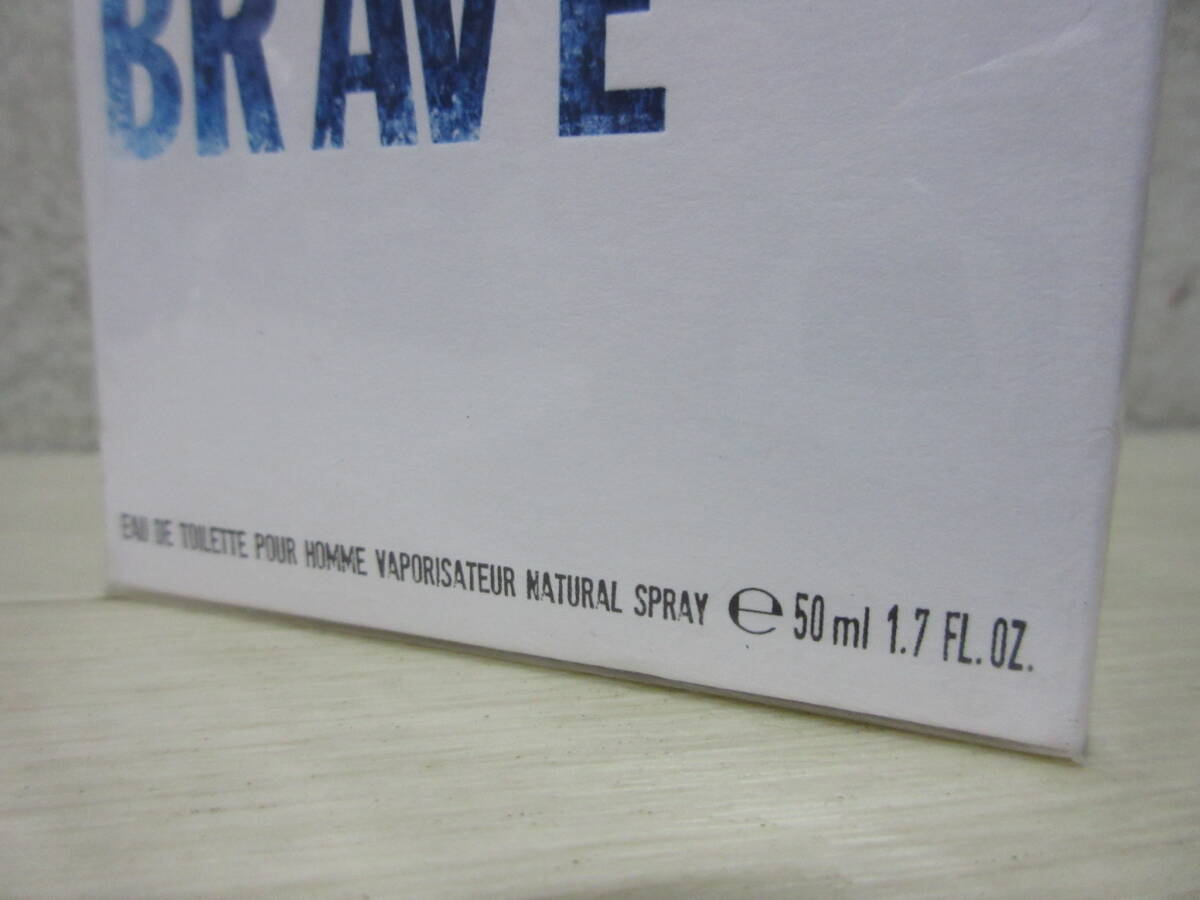 BRAVE
EAU DE TOILETTE POUR HOMME VAPORISATEUR NATURAL SPRAY ℮ 50 ml 1.7 FL. OZ.